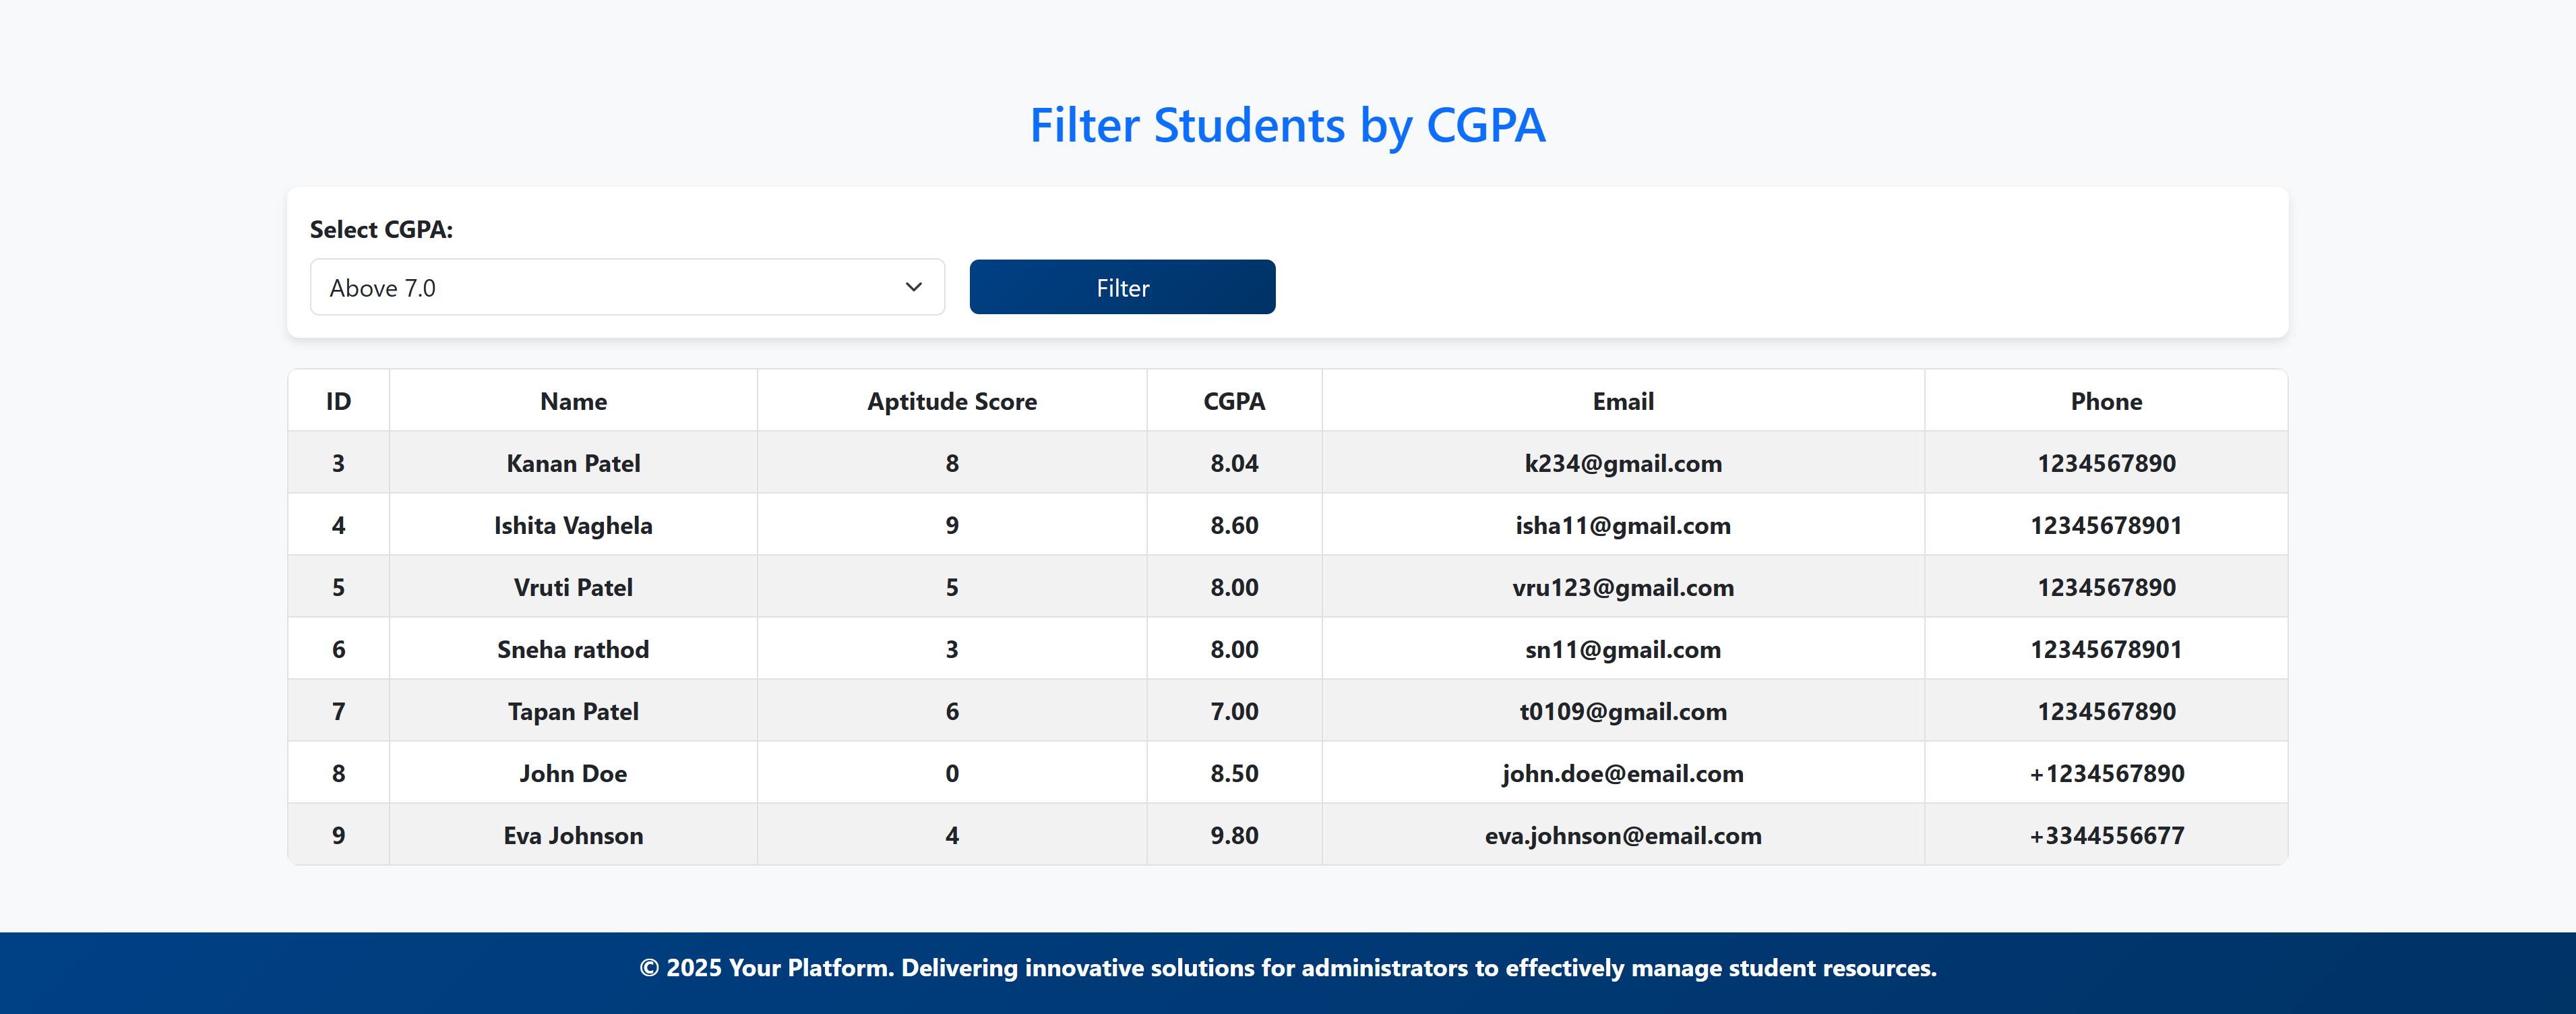 Filter Students by CGPA
Select CGPA:
Above 7.0
Filter
ID Name Aptitude Score CGPA Email Phone
3 Kanan Patel 8 8.04 k234@gmail.com 1234567890
4 Ishita Vaghela 9 8.60 isha11@gmail.com 12345678901
5 Vruti Patel 5 8.00 vru123@gmail.com 1234567890
6 Sneha rathod 3 8.00 sn11@gmail.com 12345678901
7 Tapan Patel 6 7.00 t0109@gmail.com 1234567890
8 John Doe 0 8.50 john.doe@email.com +1234567890
9 Eva Johnson 4 9.80 eva.johnson@email.com +3344556677
© 2025 Your Platform. Delivering innovative solutions for administrators to effectively manage student resources.